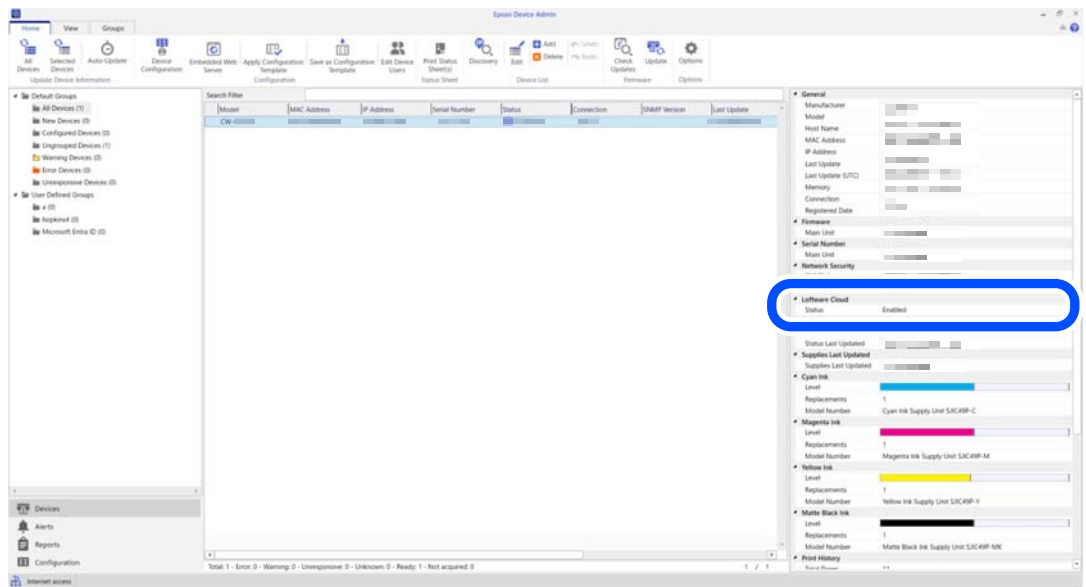 Epson Device Admin
Home View Groups
All Devices
Selected Devices
Auto-Update
Device Configuration
Embedded Web Server
Apply Configuration Template
Save as Configuration Template
Edit Device Users
Print Status Sheet(s)
Discovery
Edit
Add
Delete
Undo
Redo
Check Updates
Update
Options
Update Device Information
Configuration
Status Sheet
Device List
Firmware
Options
Default Groups
All Devices (1)
New Devices (0)
Configured Devices (0)
Ungrouped Devices (1)
Warning Devices (0)
Error Devices (0)
Unresponsive Devices (0)
User Defined Groups
a (0)
hopkins4 (0)
Microsoft Entra ID (0)
Devices
Alerts
Reports
Configuration
Internet access
Search Filter
Model MAC Address IP Address Serial Number Status Connection SNMP Version Last Update
CW-
Total: 1 - Error: 0 - Warning: 0 - Unresponsive: 0 - Unknown: 0 - Ready: 1 - Not acquired: 0
1 / 1
General
Manufacturer
Model
Host Name
MAC Address
IP Address
Last Update
Last Update (UTC)
Memory
Connection
Registered Date
Firmware
Main Unit
Serial Number
Main Unit
Network Security
Loftware Cloud
Status Enabled
Status Last Updated
Supplies Last Updated
Supplies Last Updated
Cyan Ink
Level
Replacements 1
Model Number Cyan Ink Supply Unit SJIC49P-C
Magenta Ink
Level
Replacements 1
Model Number Magenta Ink Supply Unit SJIC49P-M
Yellow Ink
Level
Replacements 1
Model Number Yellow Ink Supply Unit SJIC49P-Y
Matte Black Ink
Level
Replacements 1
Model Number Matte Black Ink Supply Unit SJIC49P-MK
Print History